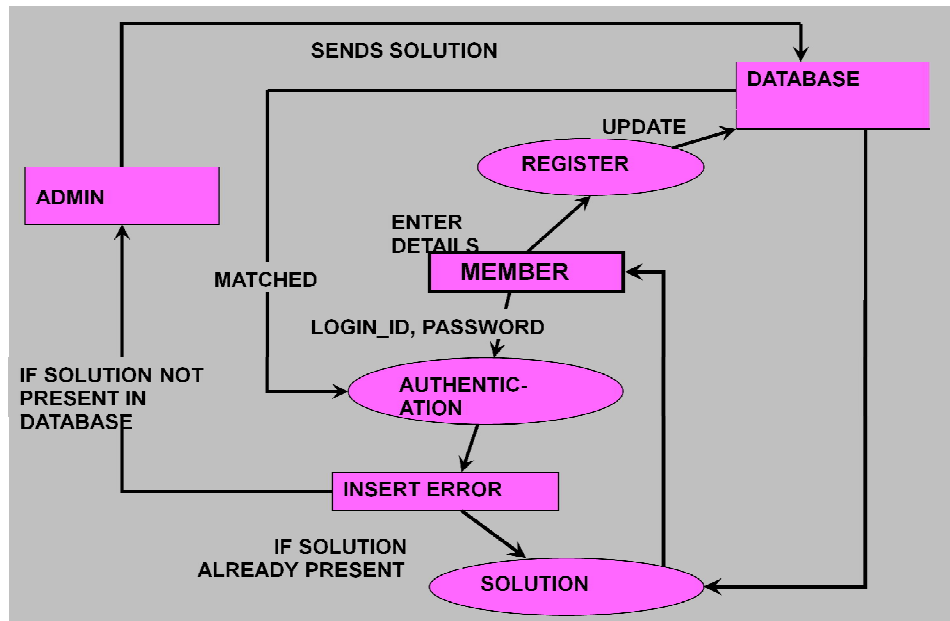 SENDS SOLUTION
DATABASE
UPDATE
REGISTER
ADMIN
ENTER
DETAILS
MEMBER
MATCHED
LOGIN_ID, PASSWORD
IF SOLUTION NOT
PRESENT IN
DATABASE
AUTHENTIC-
ATION
INSERT ERROR
IF SOLUTION
ALREADY PRESENT
SOLUTION